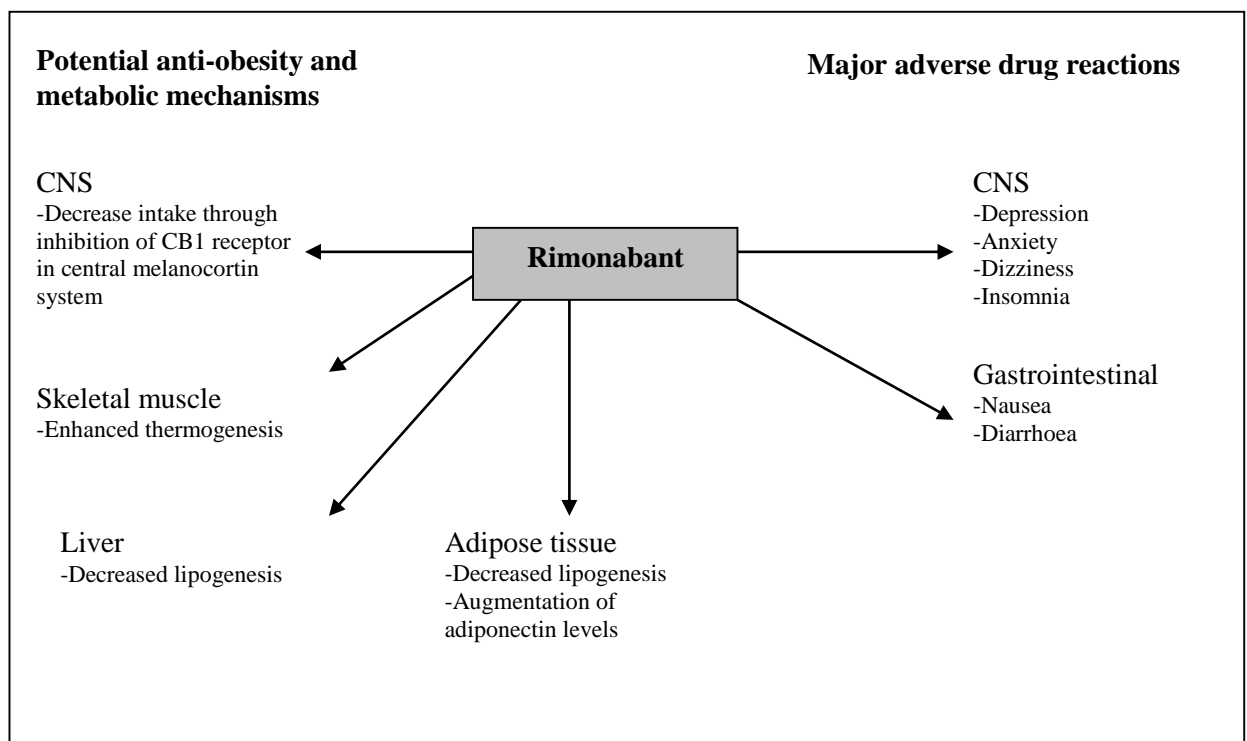 Potential anti-obesity and
metabolic mechanisms
Major adverse drug reactions
CNS
-Decrease intake through
inhibition of CB1 receptor
in central melanocortin
system
Rimonabant
CNS
-Depression
-Anxiety
-Dizziness
-Insomnia
Skeletal muscle
-Enhanced thermogenesis
Gastrointestinal
-Nausea
-Diarrhoea
Liver
-Decreased lipogenesis
Adipose tissue
-Decreased lipogenesis
-Augmentation of
adiponectin levels